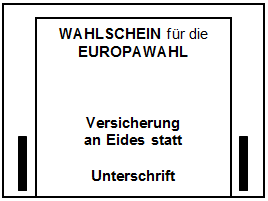 WAHLSCHEIN für die
EUROPAWAHL
Versicherung
an Eides statt
Unterschrift